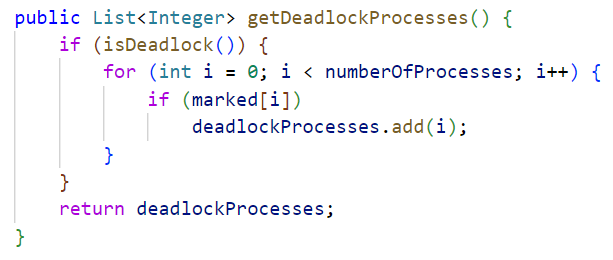 public List<Integer> getDeadlockProcesses() {
    if (isDeadlock()) {
        for (int i = 0; i < numberOfProcesses; i++) {
            if (marked[i])
                deadlockProcesses.add(i);
        }
    }
    return deadlockProcesses;
}